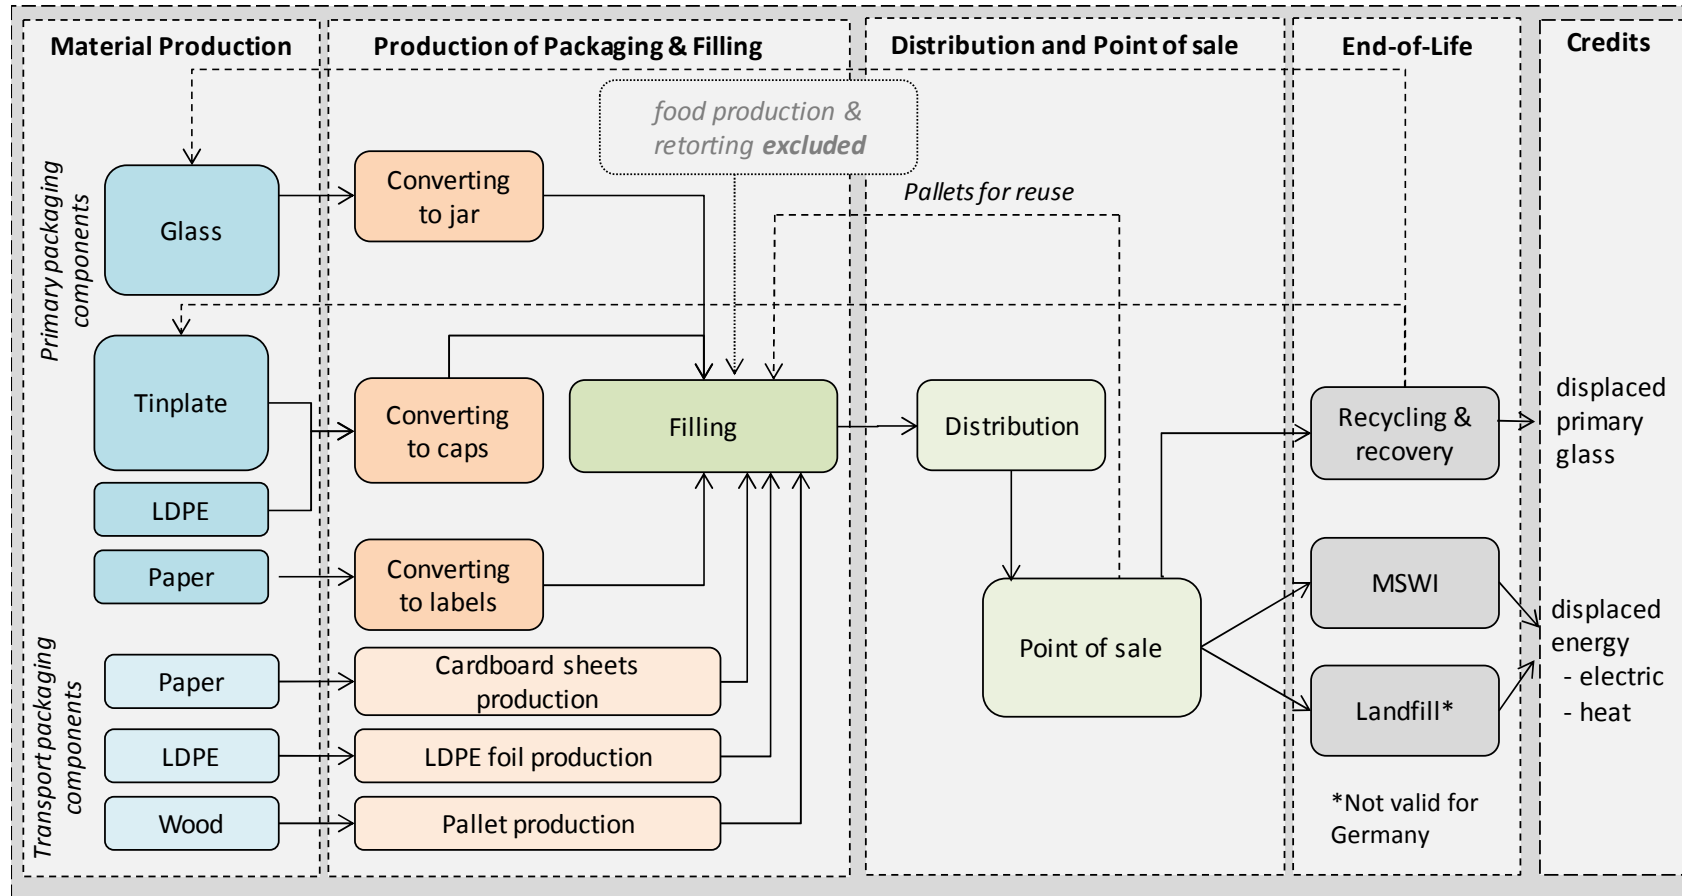 Material Production
Production of Packaging & Filling
Distribution and Point of sale
End-of-Life
Credits
food production &
retorting excluded
Primary packaging
components
Glass
Converting
to jar
Pallets for reuse
Tinplate
Converting
to caps
Filling
Distribution
Recycling &
recovery
displaced
primary
glass
LDPE
Paper
Converting
to labels
Point of sale
MSWI
displaced
energy
- electric
- heat
Landfill*
Transport packaging
components
Paper
Cardboard sheets
production
LDPE
LDPE foil production
Wood
Pallet production
*Not valid for
Germany